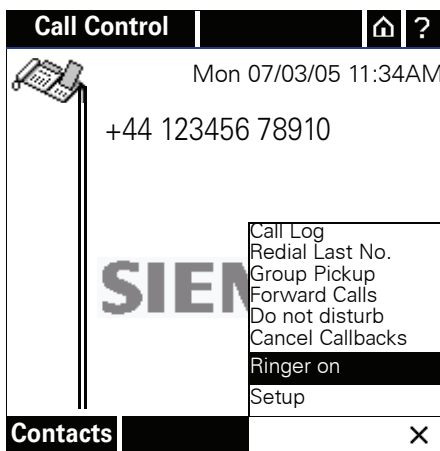 Call Control ?
Mon 07/03/05 11:34AM
+44 123456 78910
SIEN
Call Log
Redial Last No.
Group Pickup
Forward Calls
Do not disturb
Cancel Callbacks
Ringer on
Setup
Contacts